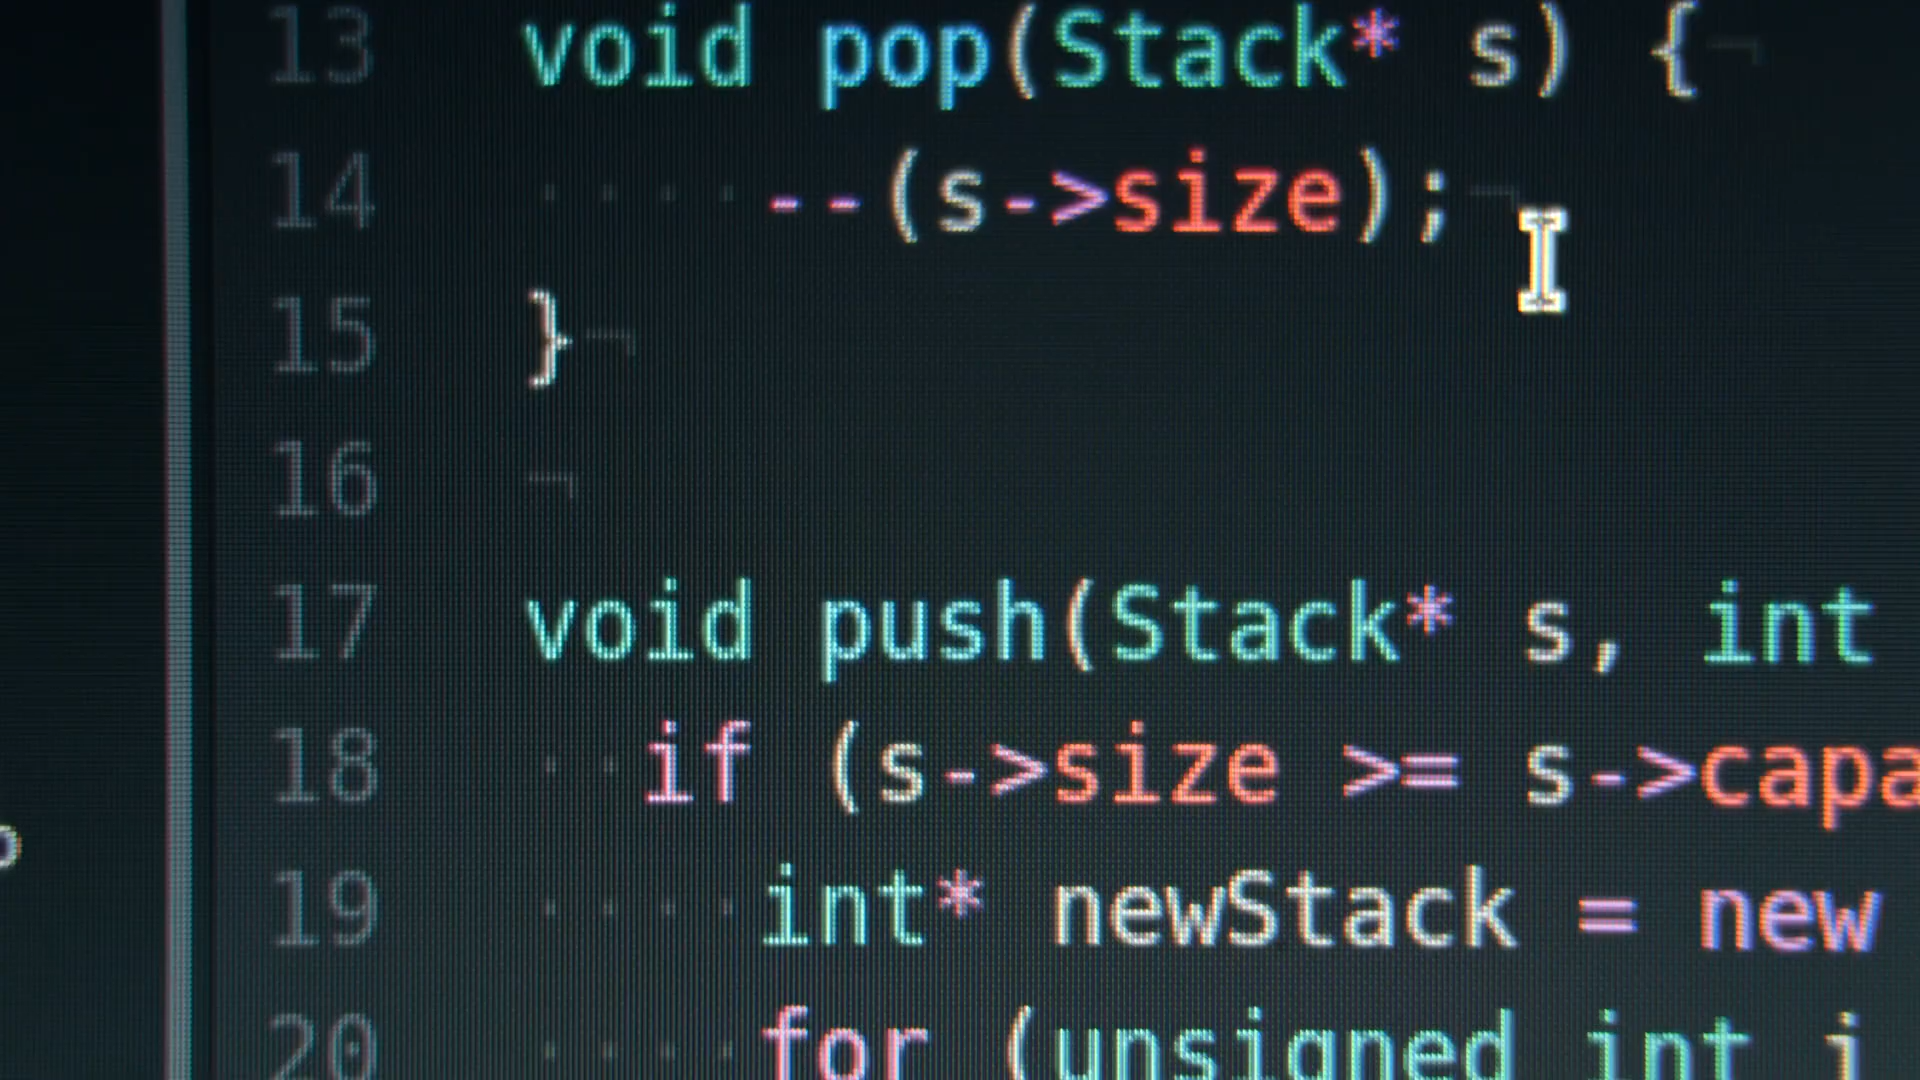 13 void pop(Stack* s) {
14 --(s->size);
15 }
16
17 void push(Stack* s, int
18 if (s->size >= s->capa
19 int* newStack = new
20 for (unsigned int i